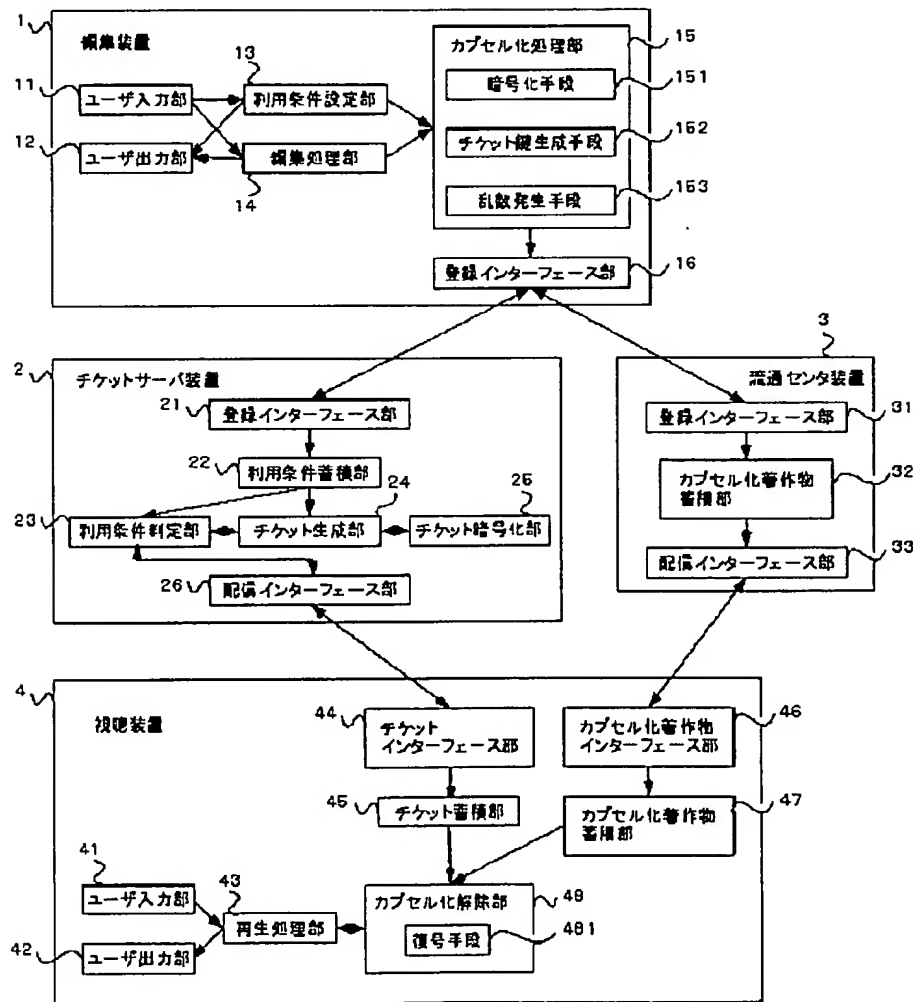 1
編集装置
11
ユーザ入力部
12
ユーザ出力部
13
利用条件設定部
編集処理部
14
カプセル化処理部
15
暗号化手段
151
チケット鍵生成手段
152
乱数発生手段
153
登録インターフェース部
16
2
チケットサーバ装置
21
登録インターフェース部
22
利用条件蓄積部
23
利用条件判定部
24
チケット生成部
25
チケット暗号化部
26
配信インターフェース部
3
流通センタ装置
登録インターフェース部
31
カプセル化著作物
蓄積部
32
配信インターフェース部
33
4
視聴装置
44
チケット
インターフェース部
カプセル化著作物
インターフェース部
46
45
チケット蓄積部
カプセル化著作物
蓄積部
47
41
ユーザ入力部
42
ユーザ出力部
43
再生処理部
カプセル化解除部
48
復号手段
481